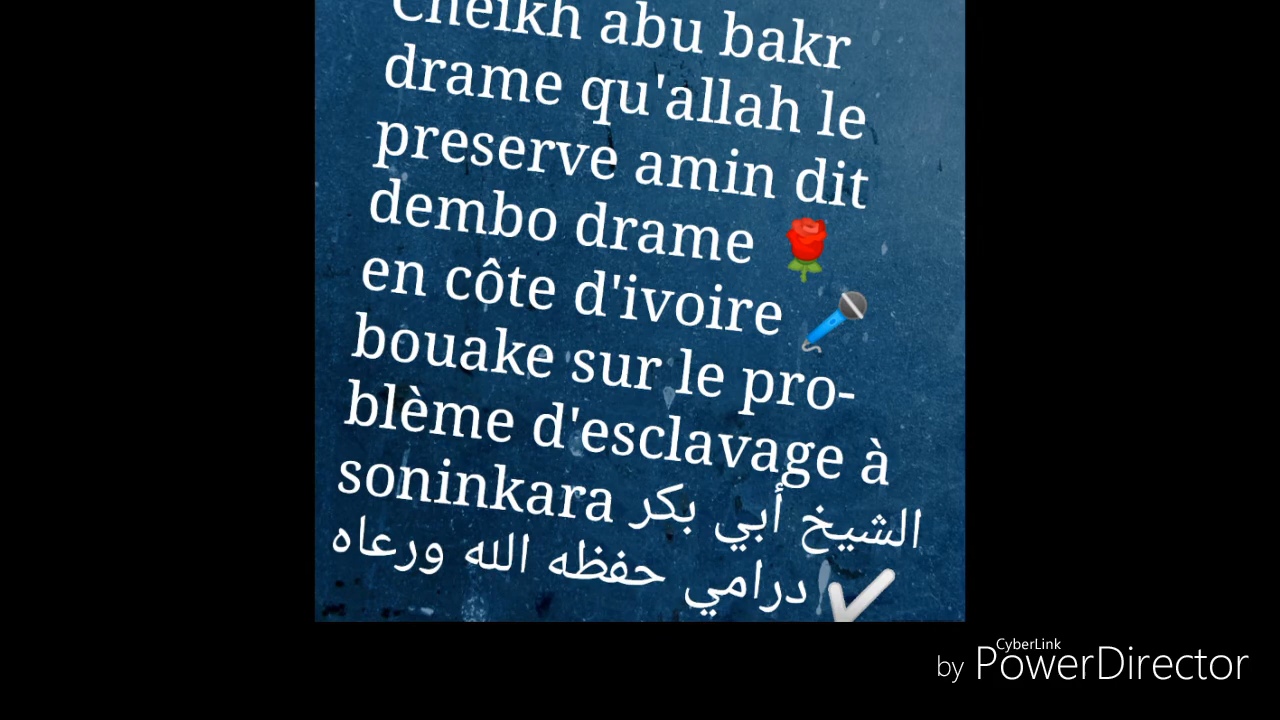 Cheikh abu bakr
drame qu'allah le
preserve amin dit
dembo drame 🌹
en côte d'ivoire 🎤
bouake sur le pro-
blème d'esclavage à
soninkara الشيخ أبي بكر
درامي حفظه الله ورعاه ✔
by CyberLink PowerDirector